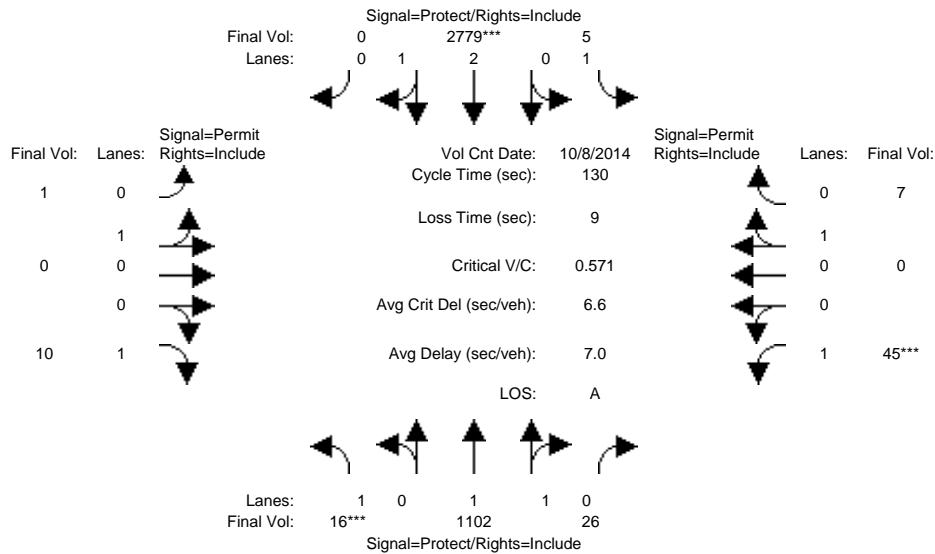 Signal=Protect/Rights=Include
Final Vol: 0 2779*** 5
Lanes: 0 1 2 0 1
Signal=Permit Signal=Permit
Final Vol: Lanes: Rights=Include Vol Cnt Date: 10/8/2014 Rights=Include Lanes: Final Vol:
Cycle Time (sec): 130
1 0 0 7
Loss Time (sec): 9
1 1
0 0 Critical V/C: 0.571 0 0
0 Avg Crit Del (sec/veh): 6.6 0
10 1 Avg Delay (sec/veh): 7.0 1 45***
LOS: A
Lanes: 1 0 1 1 0
Final Vol: 16*** 1102 26
Signal=Protect/Rights=Include